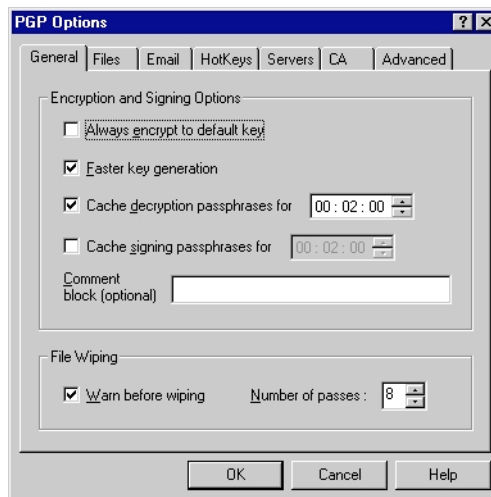 PGP Options
General Files Email HotKeys Servers CA Advanced
Encryption and Signing Options
Always encrypt to default key
Faster key generation
Cache decryption passphrases for 00 : 02 : 00
Cache signing passphrases for 00 : 02 : 00
Comment
block (optional)
File Wiping
Warn before wiping Number of passes : 8
OK Cancel Help